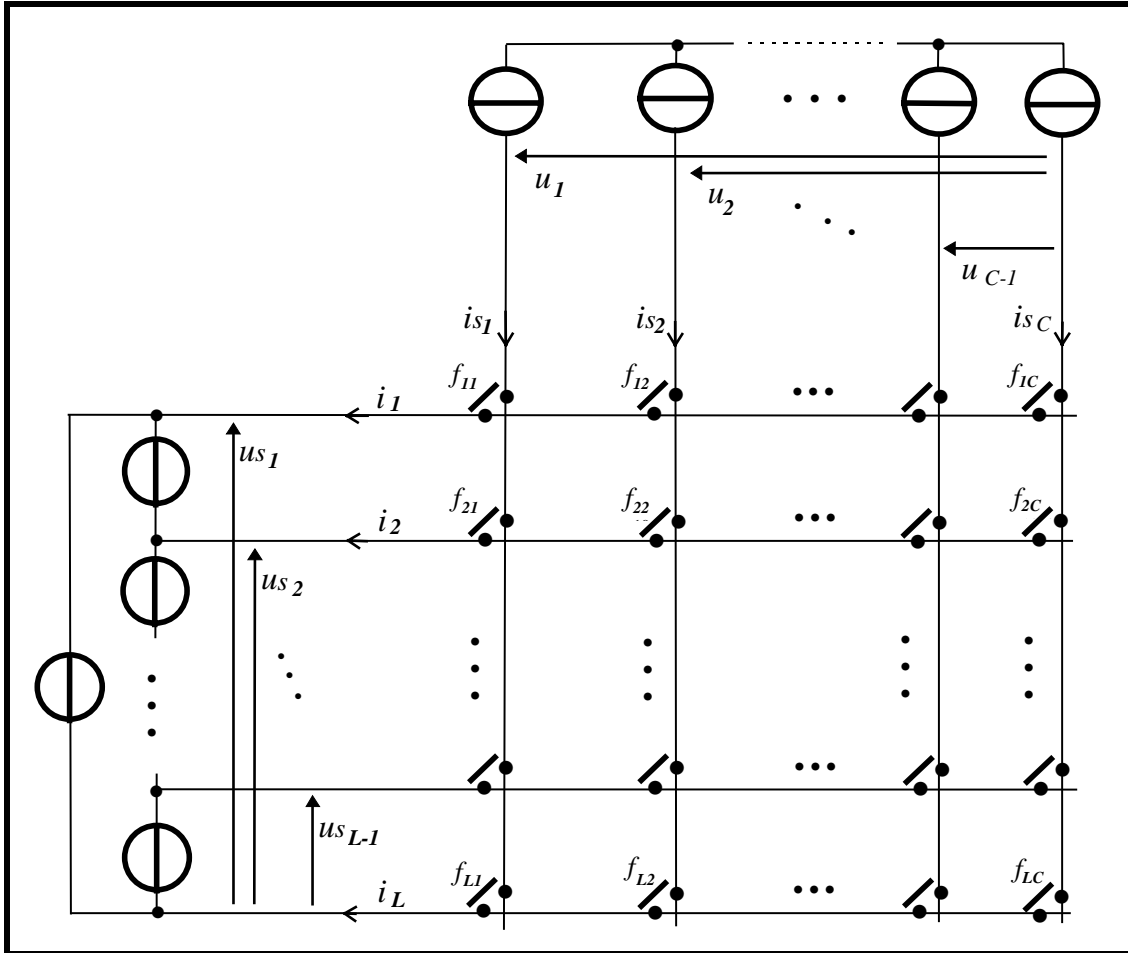 u1
u2
uC-1
is1 is2 isC
f11 f12 f1C
i1
us1
f21 f22 f2C
i2
us2
usL-1
fL1 fL2 fLC
iL